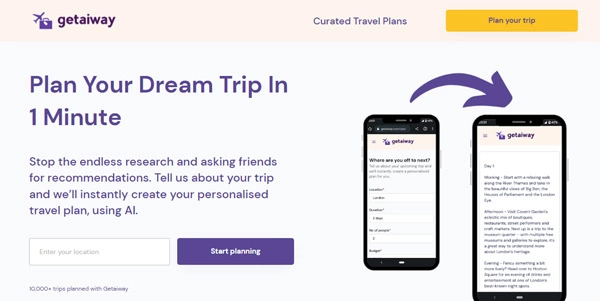 getaiway
Curated Travel Plans
Plan your trip
Plan Your Dream Trip In
1 Minute
Stop the endless research and asking friends
for recommendations. Tell us about your trip
and we'll instantly create your personalised
travel plan, using AI.
Enter your location
Start planning
10,000+ trips planned with Getaiway
getaiway
Where are you off to next?
Tell us about your upcoming trip
and we'll instantly, create a personalised
plan for you.
Location*
London
Duration*
No of people*
2
Budget*
getaiway
Day 1
Morning - Start with a relaxing walk
along the River Thames and take in
the beautiful views of Big Ben, the
Houses of Parliament and the London
Eye.
Afternoon - Visit Covent Garden's
eclectic mix of boutiques,
restaurants, street performers and
craft markets. Next up is a trip to the
museum quarter - with multiple free
museums and galleries to explore, it's
a great way to understand more
about London's heritage.
Evening - Fancy something a bit
more lively? Head over to Hoxton
Square for an evening of drinks and
entertainment at one of London's
best-known night spots.